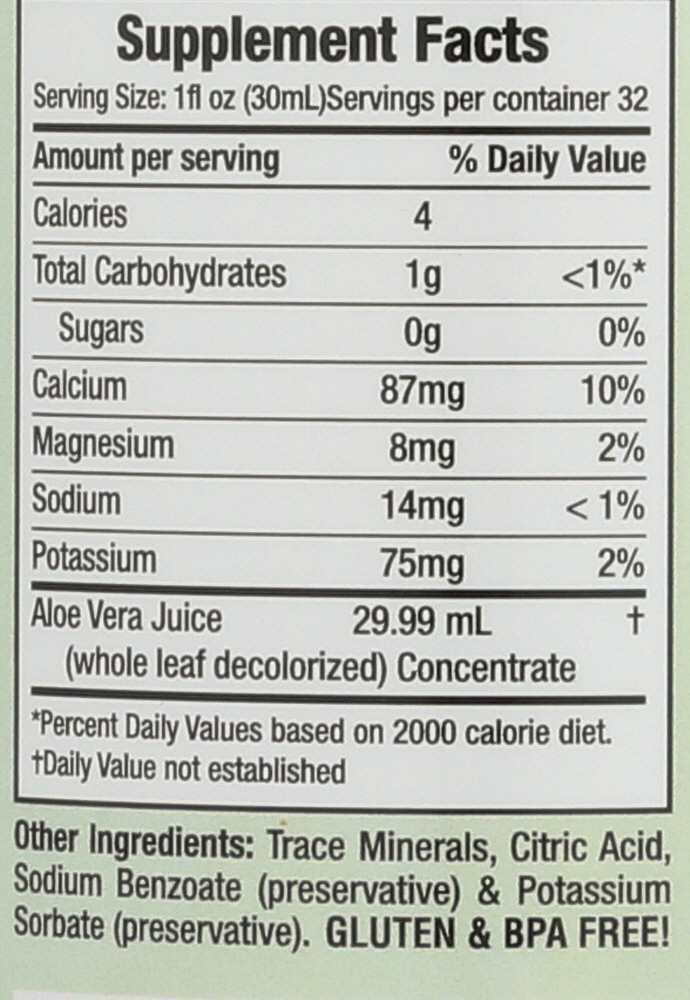 Supplement Facts
Serving Size: 1fl oz (30mL)Servings per container 32
Amount per serving % Daily Value
Calories 4
Total Carbohydrates 1g <1%*
Sugars 0g 0%
Calcium 87mg 10%
Magnesium 8mg 2%
Sodium 14mg < 1%
Potassium 75mg 2%
Aloe Vera Juice 29.99 mL †
(whole leaf decolorized) Concentrate
*Percent Daily Values based on 2000 calorie diet.
†Daily Value not established
Other Ingredients: Trace Minerals, Citric Acid,
Sodium Benzoate (preservative) & Potassium
Sorbate (preservative). GLUTEN & BPA FREE!